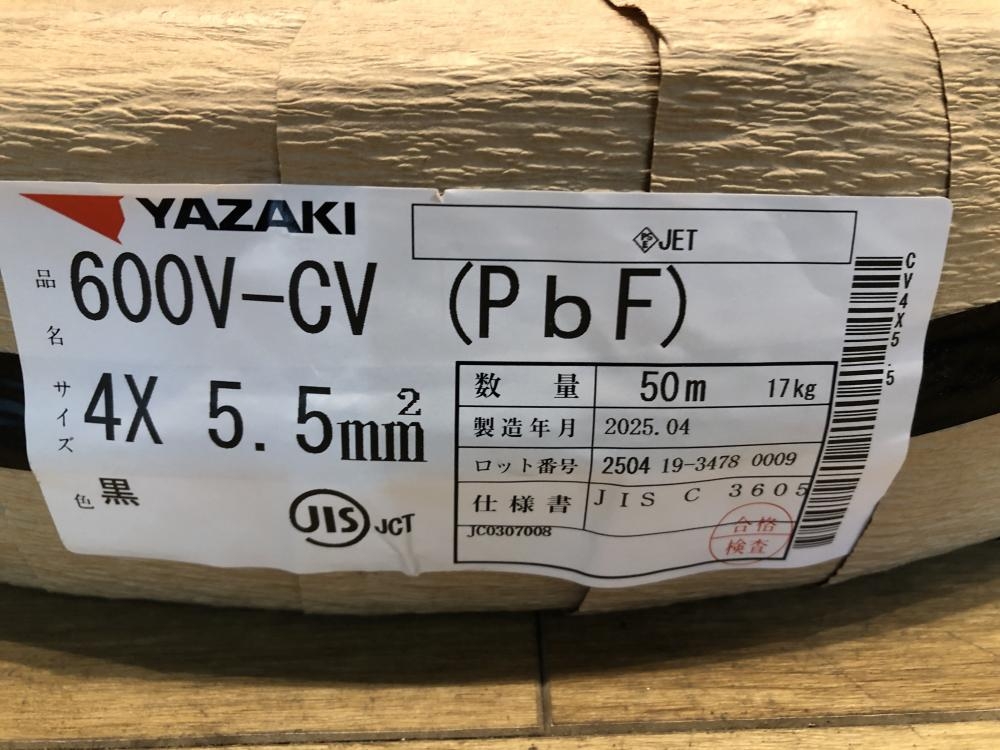 YAZAKI
PSE JET
品名 600V-CV (PbF)
サイズ 4X 5.5mm²
色 黒
JIS JCT
数量 50m 17kg
製造年月 2025.04
ロット番号 2504 19-3478 0009
仕様書 JIS C 3605
JC0307008
合格
検査
CV4X5.5